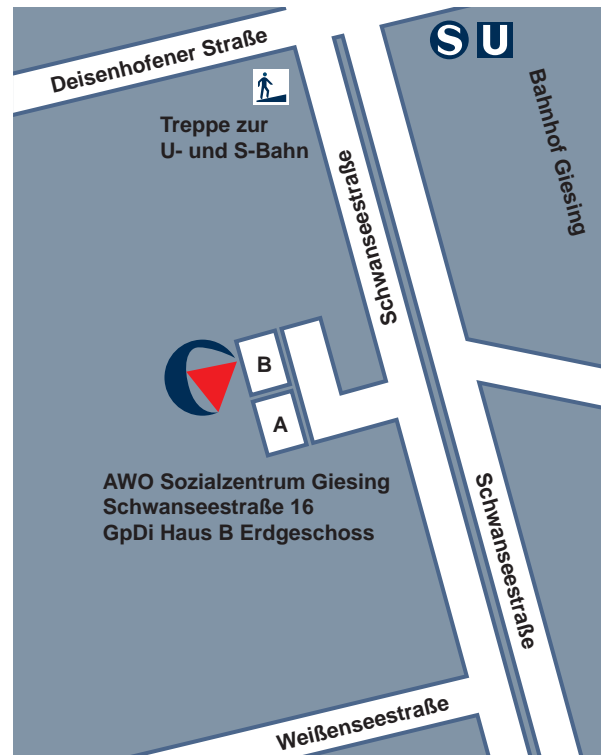 S U
Deisenhofener Straße
Bahnhof Giesing
Treppe zur
U- und S-Bahn
Schwanseestraße
B
A
AWO Sozialzentrum Giesing
Schwanseestraße 16
GpDi Haus B Erdgeschoss
Schwanseestraße
Weißenseestraße